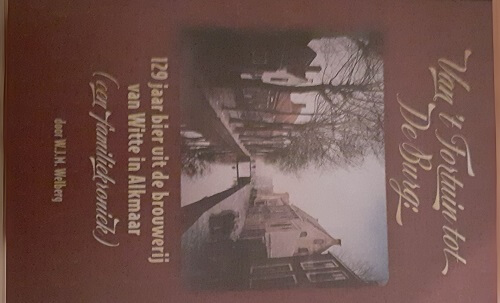 Van 't Fortuin tot
De Burg:
129 jaar bier uit de brouwerij
van Witte in Alkmaar
(een familiekroniek)
door W.J.M. Welberg